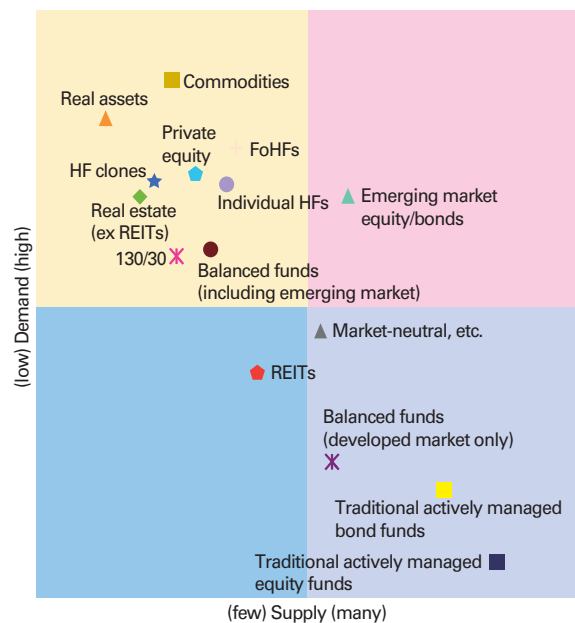 Commodities
Real assets
Private
equity
FoHFs
HF clones
Individual HFs
Emerging market
equity/bonds
Real estate
(ex REITs)
130/30
Balanced funds
(including emerging market)
(low) Demand (high)
Market-neutral, etc.
REITs
Balanced funds
(developed market only)
Traditional actively managed
bond funds
Traditional actively managed
equity funds
(few) Supply (many)